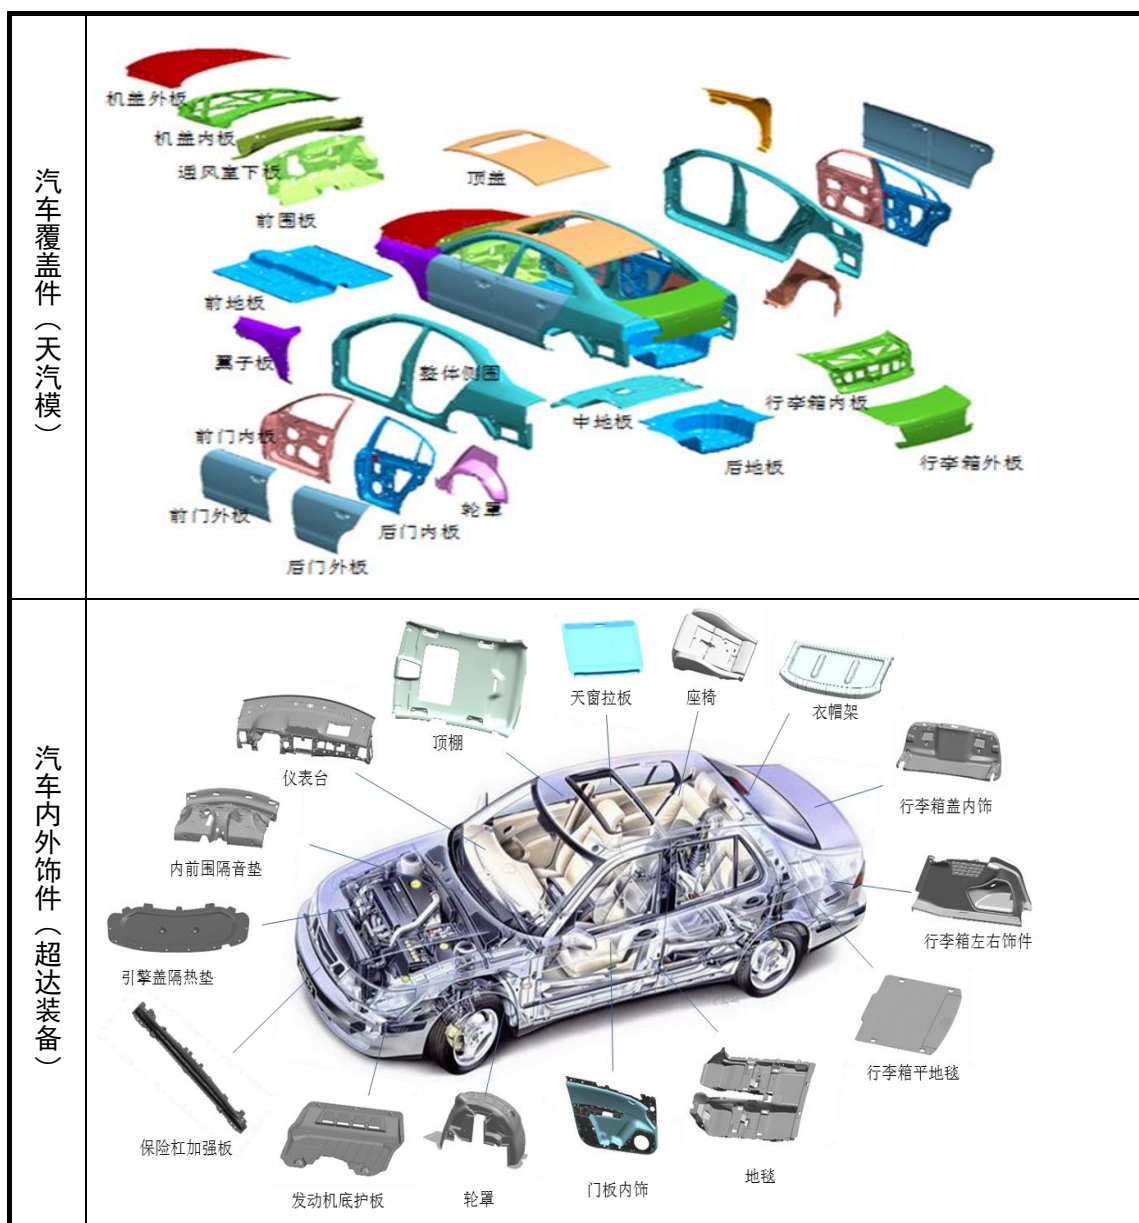 汽车覆盖件（天汽模）
机盖外板
机盖内板
通风室下板
前围板
顶盖
前地板
翼子板
整体侧围
前门内板
中地板
行李箱内板
后地板
行李箱外板
前门外板
后门内板
轮罩
后门外板
汽车内外饰件（超达装备）
天窗拉板
座椅
衣帽架
顶棚
仪表台
行李箱盖内饰
内前围隔音垫
行李箱左右饰件
引擎盖隔热垫
行李箱平地毯
保险杠加强板
发动机底护板
轮罩
门板内饰
地毯